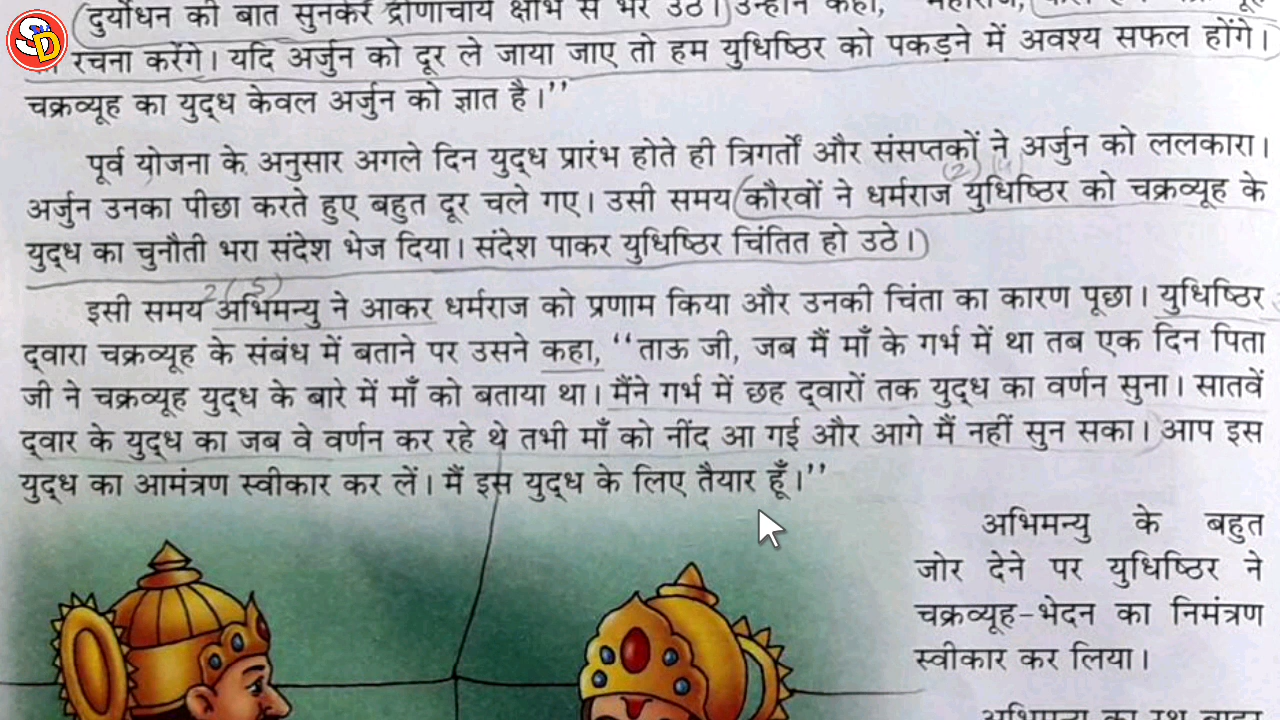 SD
दुर्योधन की बात सुनकर द्रोणाचार्य क्षोभ से भर उठे। उन्होंने कहा,
रचना करेंगे। यदि अर्जुन को दूर ले जाया जाए तो हम युधिष्ठिर को पकड़ने में अवश्य सफल होंगे।
चक्रव्यूह का युद्ध केवल अर्जुन को ज्ञात है।’’
पूर्व योजना के अनुसार अगले दिन युद्ध प्रारंभ होते ही त्रिगर्तों और संसप्तकों ने अर्जुन को ललकारा।
अर्जुन उनका पीछा करते हुए बहुत दूर चले गए। उसी समय कौरवों ने धर्मराज युधिष्ठिर को चक्रव्यूह के
युद्ध का चुनौती भरा संदेश भेज दिया। संदेश पाकर युधिष्ठिर चिंतित हो उठे।
इसी समय अभिमन्यु ने आकर धर्मराज को प्रणाम किया और उनकी चिंता का कारण पूछा। युधिष्ठिर
द्वारा चक्रव्यूह के संबंध में बताने पर उसने कहा, ‘‘ताऊ जी, जब मैं माँ के गर्भ में था तब एक दिन पिता
जी ने चक्रव्यूह युद्ध के बारे में माँ को बताया था। मैंने गर्भ में छह द्वारों तक युद्ध का वर्णन सुना। सातवें
द्वार के युद्ध का जब वे वर्णन कर रहे थे तभी माँ को नींद आ गई और आगे मैं नहीं सुन सका। आप इस
युद्ध का आमंत्रण स्वीकार कर लें। मैं इस युद्ध के लिए तैयार हूँ।’’
अभिमन्यु के बहुत
जोर देने पर युधिष्ठिर ने
चक्रव्यूह-भेदन का निमंत्रण
स्वीकार कर लिया।